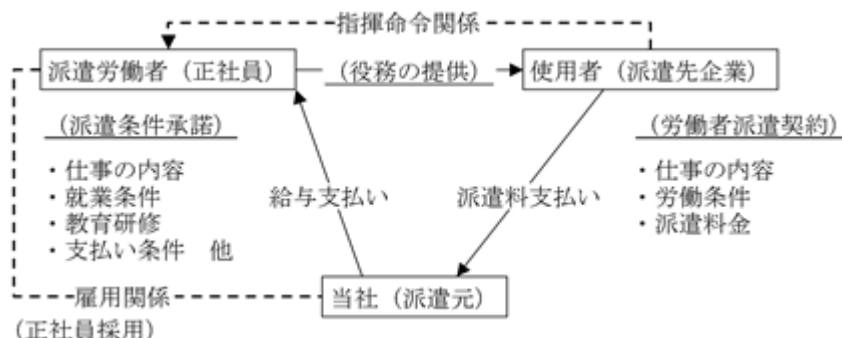 指揮命令関係
派遣労働者（正社員）
（役務の提供）
使用者（派遣先企業）
（派遣条件承諾）
・仕事の内容
・就業条件
・教育研修
・支払い条件　他
給与支払い
派遣料支払い
（労働者派遣契約）
・仕事の内容
・労働条件
・派遣料金
雇用関係
（正社員採用）
当社（派遣元）